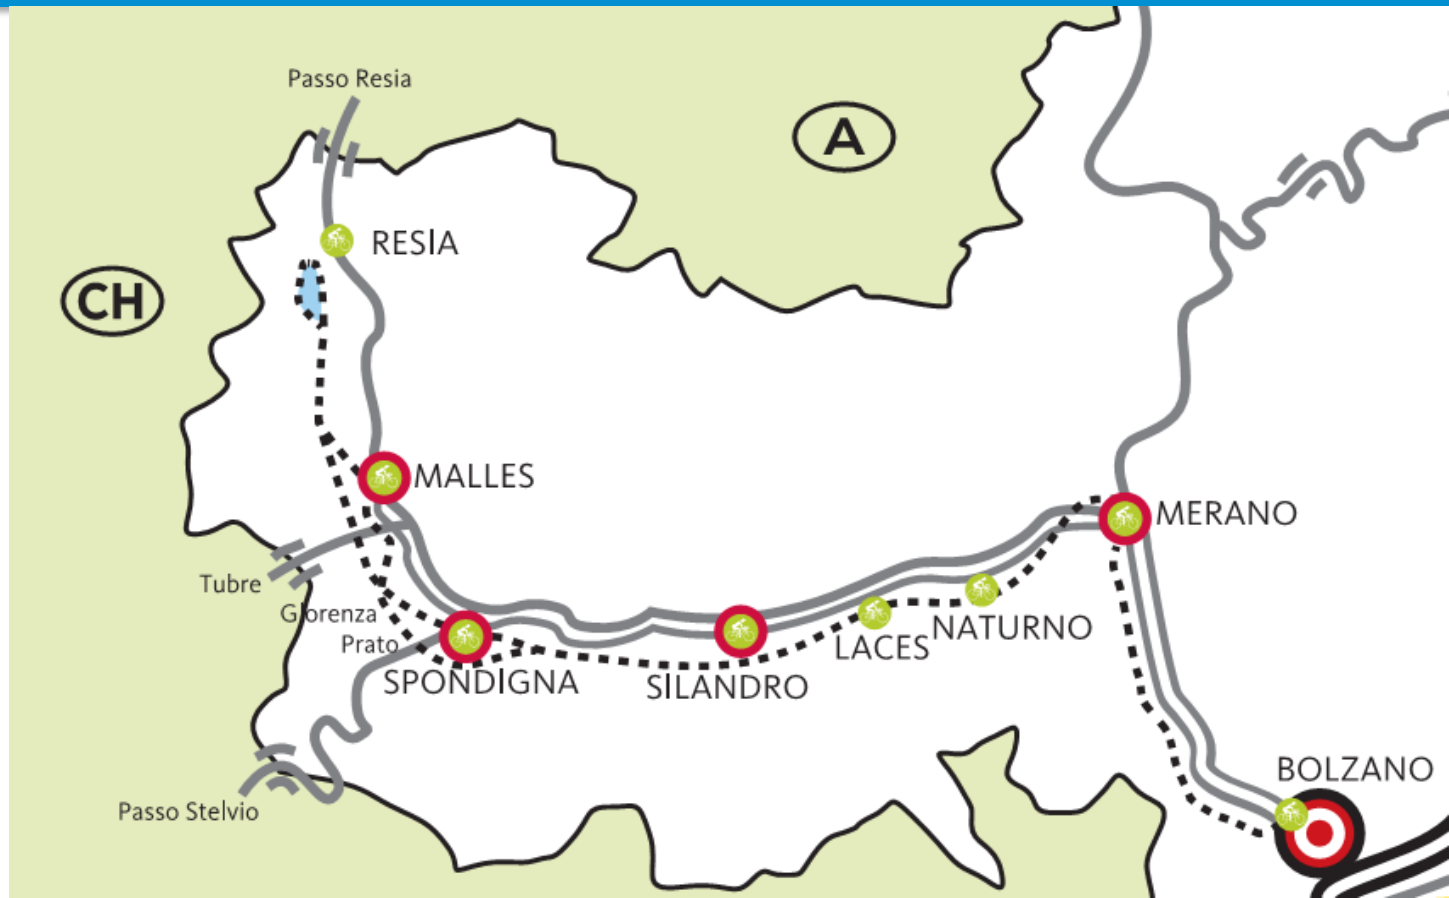 Passo Resia
A
RESIA
CH
MALLES
MERANO
Tubre
Glorenza
Prato
NATURNO
LACES
SPONDIGNA
SILANDRO
BOLZANO
Passo Stelvio